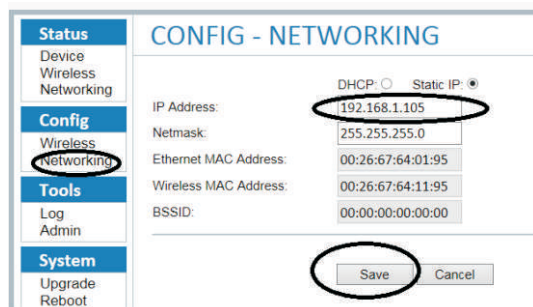 Status
Device
Wireless
Networking
Config
Wireless
Networking
Tools
Log
Admin
System
Upgrade
Reboot
CONFIG - NETWORKING
DHCP: Static IP:
IP Address: 192.168.1.105
Netmask: 255.255.255.0
Ethernet MAC Address: 00:26:67:64:01:95
Wireless MAC Address: 00:26:67:64:11:95
BSSID: 00:00:00:00:00:00
Save Cancel